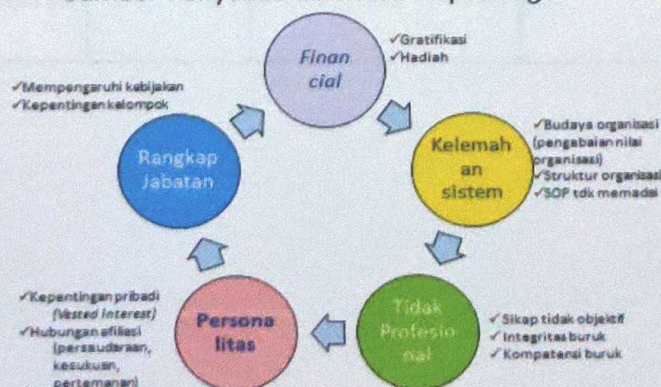 Finan
cial
✓Gratifikasi
✓Hadiah
✓Mempengaruhi kebijakan
✓Kepentingan kelompok
Rangkap
Jabatan
Kelemah
an
sistem
✓Budaya organisasi
(pengabaian nilai
organisasi)
✓Struktur organisasi
✓SOP tdk memadai
✓Kepentingan pribadi
(Vested Interest)
✓Hubungan afiliasi
(persaudaraan,
kesukuan,
pertemanan)
Persona
litas
Tidak
Profesio
nal
✓Sikap tidak objektif
✓Integritas buruk
✓Kompetensi buruk